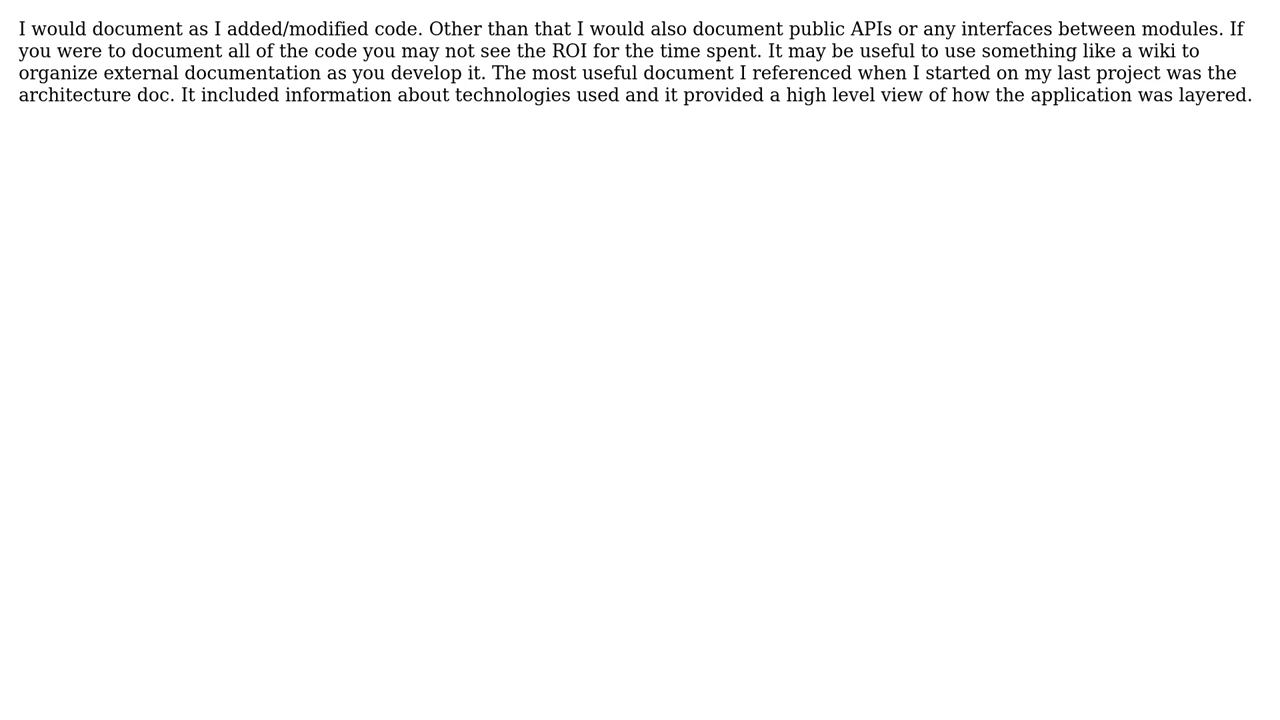 I would document as I added/modified code. Other than that I would also document public APIs or any interfaces between modules. If
you were to document all of the code you may not see the ROI for the time spent. It may be useful to use something like a wiki to
organize external documentation as you develop it. The most useful document I referenced when I started on my last project was the
architecture doc. It included information about technologies used and it provided a high level view of how the application was layered.